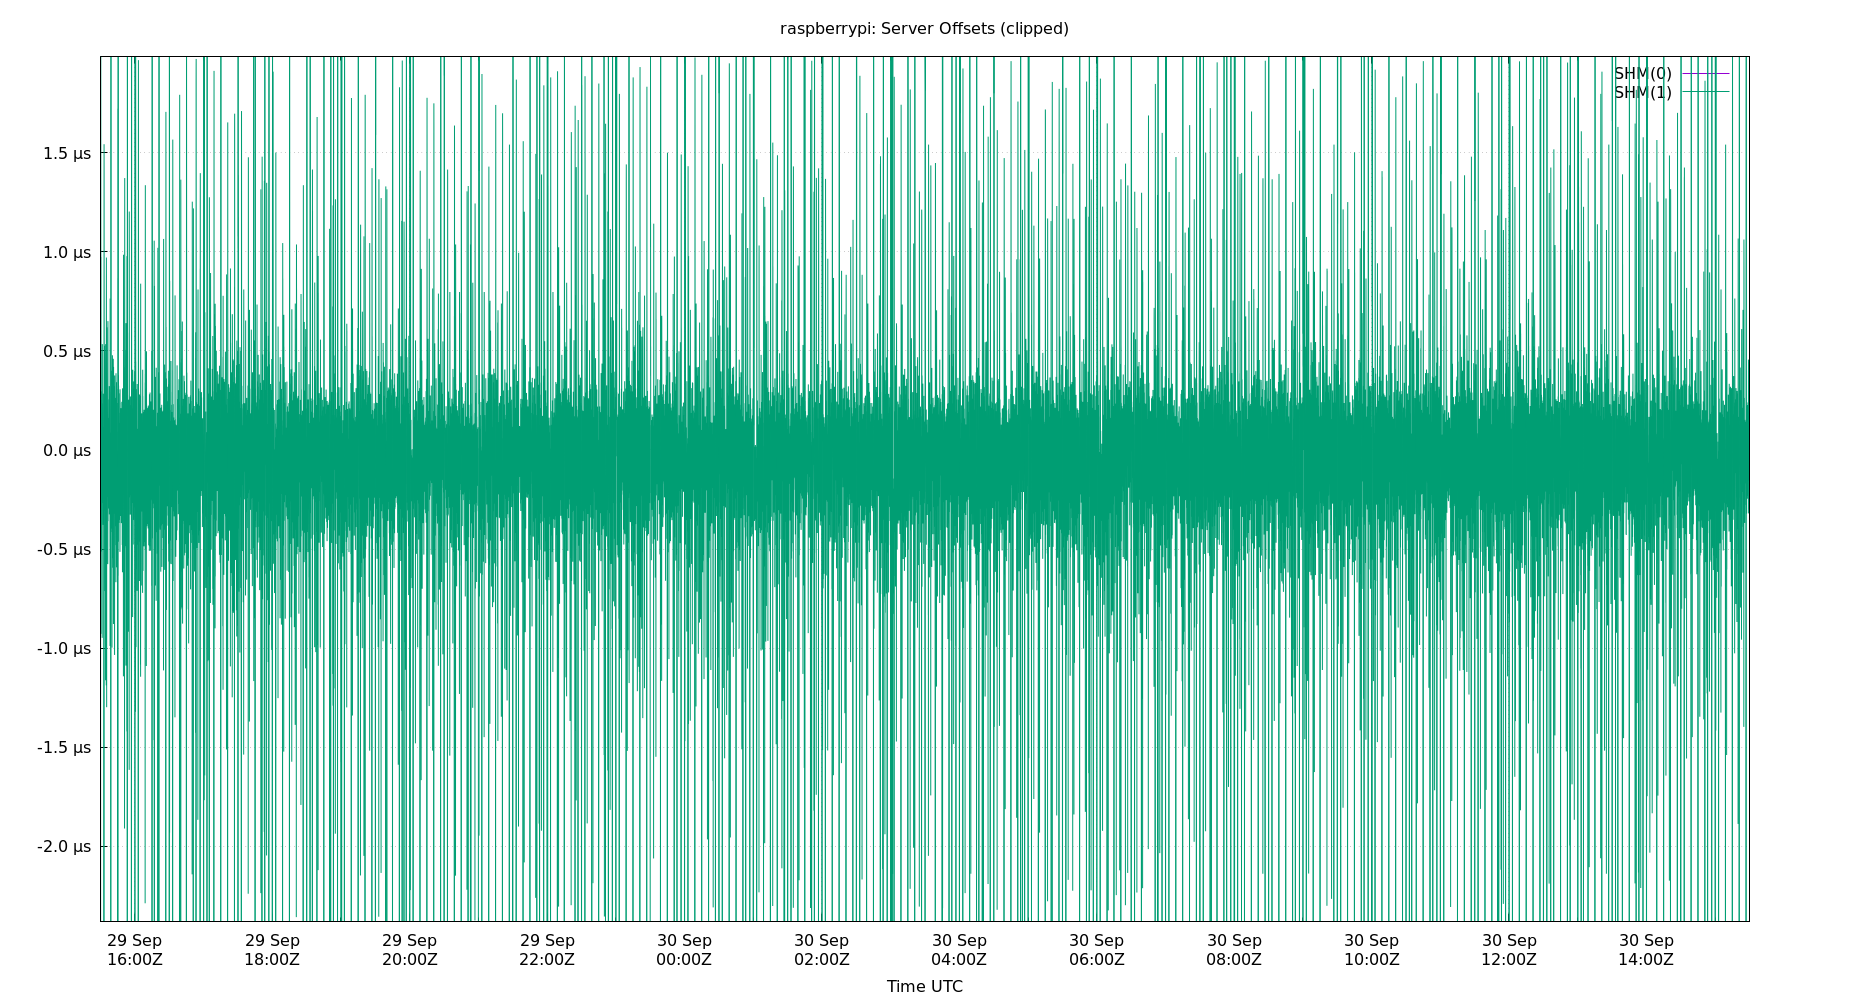 raspberrypi: Server Offsets (clipped)
SHM(0)
SHM(1)
1.5 µs
1.0 µs
0.5 µs
0.0 µs
-0.5 µs
-1.0 µs
-1.5 µs
-2.0 µs
29 Sep 29 Sep 29 Sep 29 Sep 30 Sep 30 Sep 30 Sep 30 Sep 30 Sep 30 Sep 30 Sep 30 Sep
16:00Z 18:00Z 20:00Z 22:00Z 00:00Z 02:00Z 04:00Z 06:00Z 08:00Z 10:00Z 12:00Z 14:00Z
Time UTC